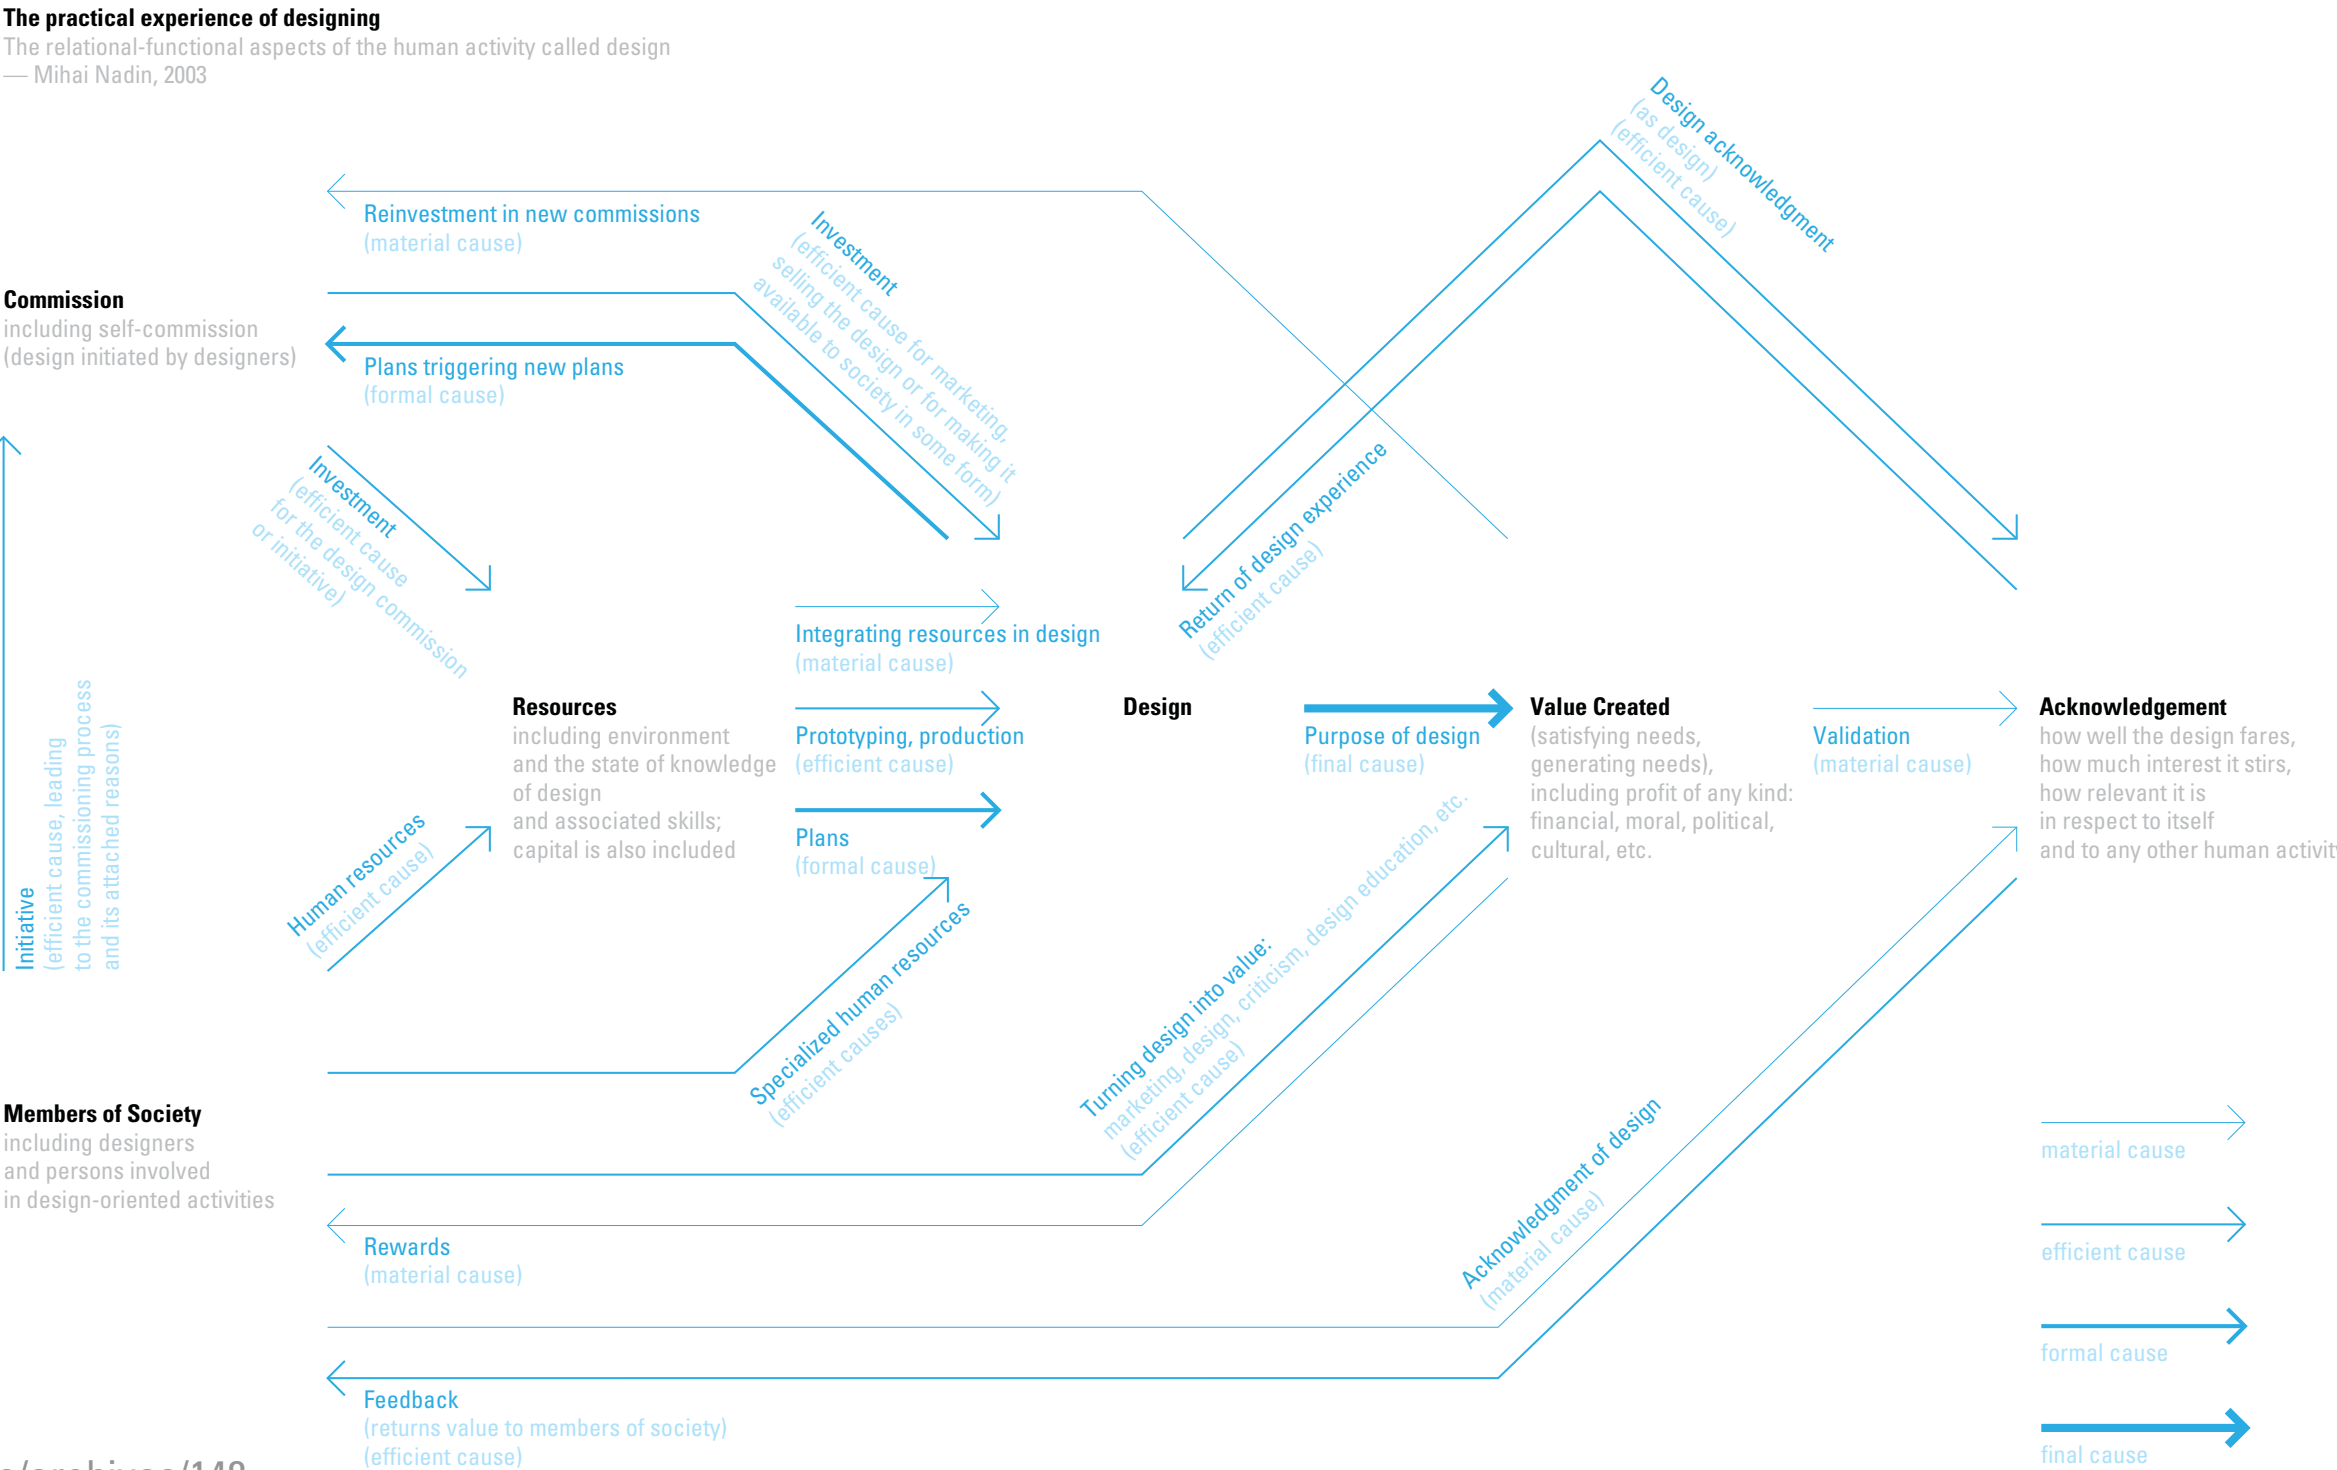 The practical experience of designing
The relational-functional aspects of the human activity called design
— Mihai Nadin, 2003
Design acknowledgment
(as design)
(efficient cause)
Reinvestment in new commissions
(material cause)
Investment
(efficient cause for marketing,
selling the design or for making it
available to society in some form)
Commission
including self-commission
(design initiated by designers)
Plans triggering new plans
(formal cause)
Investment
(efficient cause
for the design commission
or initiative)
Return of design experience
(efficient cause)
Integrating resources in design
(material cause)
Resources
including environment
and the state of knowledge
of design
and associated skills;
capital is also included
Prototyping, production
(efficient cause)
Plans
(formal cause)
Design
Purpose of design
(final cause)
Value Created
(satisfying needs,
generating needs),
including profit of any kind:
financial, moral, political,
cultural, etc.
Validation
(material cause)
Acknowledgement
how well the design fares,
how much interest it stirs,
how relevant it is
in respect to itself
and to any other human activity
Initiative
(efficient cause, leading
to the commissioning process
and its attached reasons)
Human resources
(efficient cause)
Specialized human resources
(efficient causes)
Turning design into value:
marketing, design, criticism, design education, etc.
(efficient cause)
Members of Society
including designers
and persons involved
in design-oriented activities
Acknowledgment of design
(material cause)
Rewards
(material cause)
Feedback
(returns value to members of society)
(efficient cause)
material cause
efficient cause
formal cause
final cause